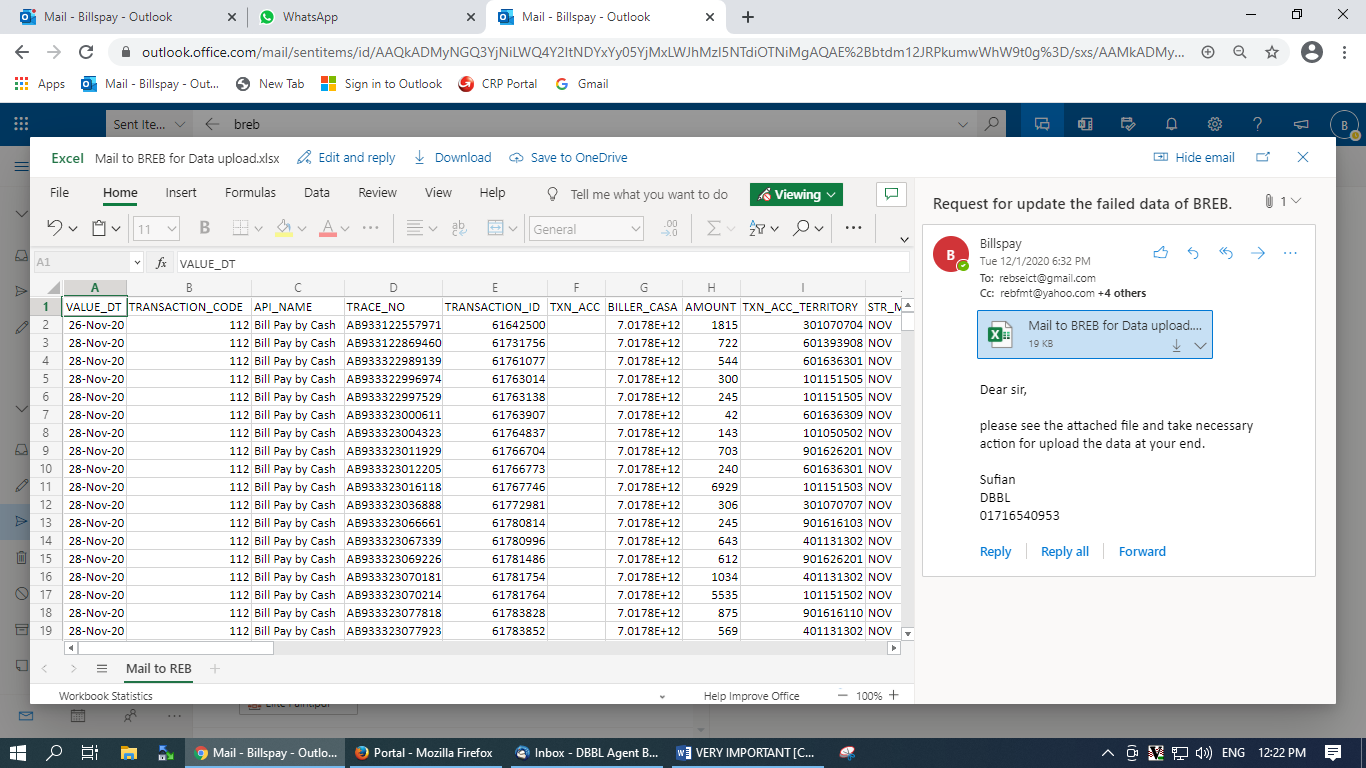 Mail - Billspay - Outlook
WhatsApp
Mail - Billspay - Outlook
outlook.office.com/mail/sentitems/id/AAQkADMyNGQ3YjNiLWQ4Y2ItNDYxYy05YjMxLWJhMzI5NTdiOTNiMgAQAE%2Bbtdm12JRPkumwWhW9t0g%3D/sxs/AAMkADMy...
Apps
Mail - Billspay - Out...
New Tab
Sign in to Outlook
CRP Portal
Gmail
Sent Ite...
breb
B
Excel Mail to BREB for Data upload.xlsx
Edit and reply
Download
Save to OneDrive
Hide email
File Home Insert Formulas Data Review View Help
Tell me what you want to do
Viewing
11
B
A
ab
General
.00
A1
fx
VALUE_DT
A B C D E F G H I
1 VALUE_DT TRANSACTION_CODE API_NAME TRACE_NO TRANSACTION_ID TXN_ACC BILLER_CASA AMOUNT TXN_ACC_TERRITORY STR_M
2 26-Nov-20 112 Bill Pay by Cash AB933122557971 61642500 7.0178E+12 1815 301070704 NOV
3 28-Nov-20 112 Bill Pay by Cash AB933122869460 61731756 7.0178E+12 722 601393908 NOV
4 28-Nov-20 112 Bill Pay by Cash AB933322989139 61761077 7.0178E+12 544 601636301 NOV
5 28-Nov-20 112 Bill Pay by Cash AB933322996974 61763014 7.0178E+12 300 101151505 NOV
6 28-Nov-20 112 Bill Pay by Cash AB933322997529 61763138 7.0178E+12 245 101151505 NOV
7 28-Nov-20 112 Bill Pay by Cash AB933323000611 61763907 7.0178E+12 42 601636309 NOV
8 28-Nov-20 112 Bill Pay by Cash AB933323004323 61764837 7.0178E+12 143 101050502 NOV
9 28-Nov-20 112 Bill Pay by Cash AB933323011929 61766704 7.0178E+12 703 901626201 NOV
10 28-Nov-20 112 Bill Pay by Cash AB933323012205 61766773 7.0178E+12 240 601636301 NOV
11 28-Nov-20 112 Bill Pay by Cash AB933323016118 61767746 7.0178E+12 6929 101151503 NOV
12 28-Nov-20 112 Bill Pay by Cash AB933323036888 61772981 7.0178E+12 306 301070707 NOV
13 28-Nov-20 112 Bill Pay by Cash AB933323066661 61780814 7.0178E+12 245 901616103 NOV
14 28-Nov-20 112 Bill Pay by Cash AB933323067339 61780996 7.0178E+12 643 401131302 NOV
15 28-Nov-20 112 Bill Pay by Cash AB933323069226 61781486 7.0178E+12 612 901626201 NOV
16 28-Nov-20 112 Bill Pay by Cash AB933323070181 61781754 7.0178E+12 1034 401131302 NOV
17 28-Nov-20 112 Bill Pay by Cash AB933323070214 61781764 7.0178E+12 5535 101151502 NOV
18 28-Nov-20 112 Bill Pay by Cash AB933323077818 61783828 7.0178E+12 875 901616110 NOV
19 28-Nov-20 112 Bill Pay by Cash AB933323077923 61783852 7.0178E+12 569 401131302 NOV
Mail to REB
Workbook Statistics
Help Improve Office
100%
Request for update the failed data of BREB.
1
B
Billspay
Tue 12/1/2020 6:32 PM
To: rebseict@gmail.com
Cc: rebfmt@yahoo.com +4 others
Mail to BREB for Data upload....
19 KB
Dear sir,
please see the attached file and take necessary
action for upload the data at your end.
Sufian
DBBL
01716540953
Reply
Reply all
Forward
Mail - Billspay - Outlo...
Portal - Mozilla Firefox
Inbox - DBBL Agent B...
VERY IMPORTANT [C...
ENG
12:22 PM